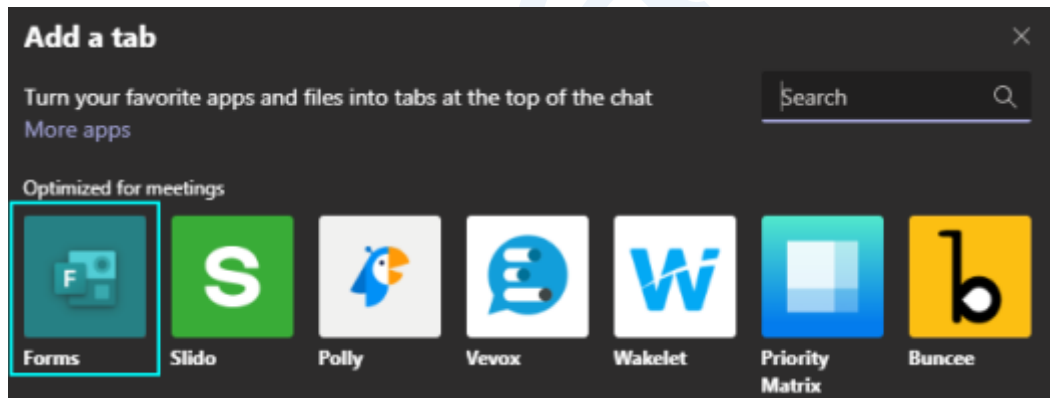 Add a tab
Turn your favorite apps and files into tabs at the top of the chat
Search
More apps
Optimized for meetings
F
S
W
b
Forms
Slido
Polly
Vevox
Wakelet
Priority
Matrix
Buncee